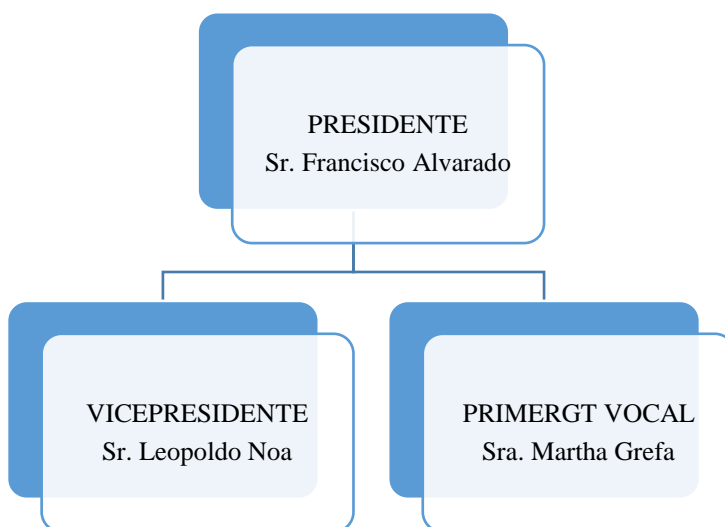 PRESIDENTE
Sr. Francisco Alvarado
VICEPRESIDENTE
Sr. Leopoldo Noa
PRIMERGT VOCAL
Sra. Martha Grefa